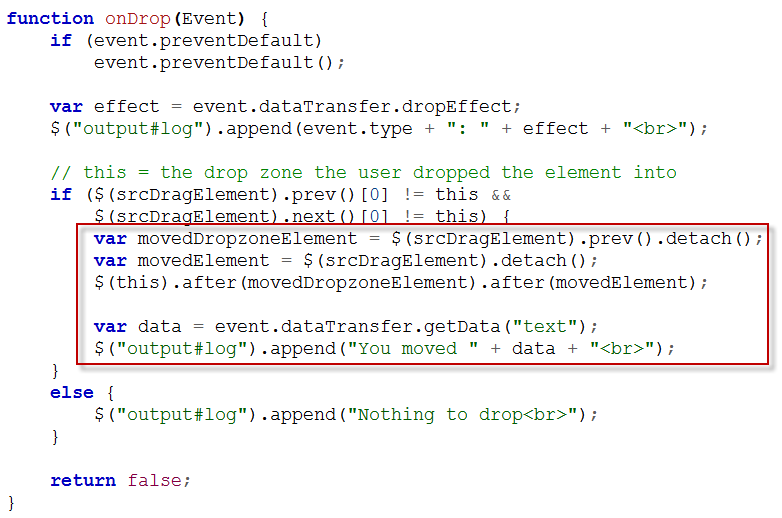 function onDrop(Event) {
    if (event.preventDefault)
        event.preventDefault();

    var effect = event.dataTransfer.dropEffect;
    $("output#log").append(event.type + ": " + effect + "<br>");

    // this = the drop zone the user dropped the element into
    if ($(srcDragElement).prev()[0] != this &&
        $(srcDragElement).next()[0] != this) {
        var movedDropzoneElement = $(srcDragElement).prev().detach();
        var movedElement = $(srcDragElement).detach();
        $(this).after(movedDropzoneElement).after(movedElement);

        var data = event.dataTransfer.getData("text");
        $("output#log").append("You moved " + data + "<br>");
    }
    else {
        $("output#log").append("Nothing to drop<br>");
    }

    return false;
}